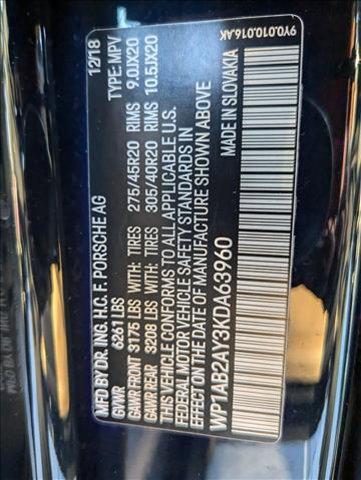 9Y0.010.016.AK
12/18 TYPE: MPV
MFD BY DR. ING. H.C. F. PORSCHE AG
GVWR 6261 LBS
GAWR FRONT 3175 LBS WITH: TIRES 275/45R20 RIMS 9.0JX20
GAWR REAR 3208 LBS WITH: TIRES 305/40R20 RIMS 10.5JX20
THIS VEHICLE CONFORMS TO ALL APPLICABLE U.S.
FEDERAL MOTOR VEHICLE SAFETY STANDARDS IN
EFFECT ON THE DATE OF MANUFACTURE SHOWN ABOVE
WP1AB2AY3KDA63960 MADE IN SLOVAKIA